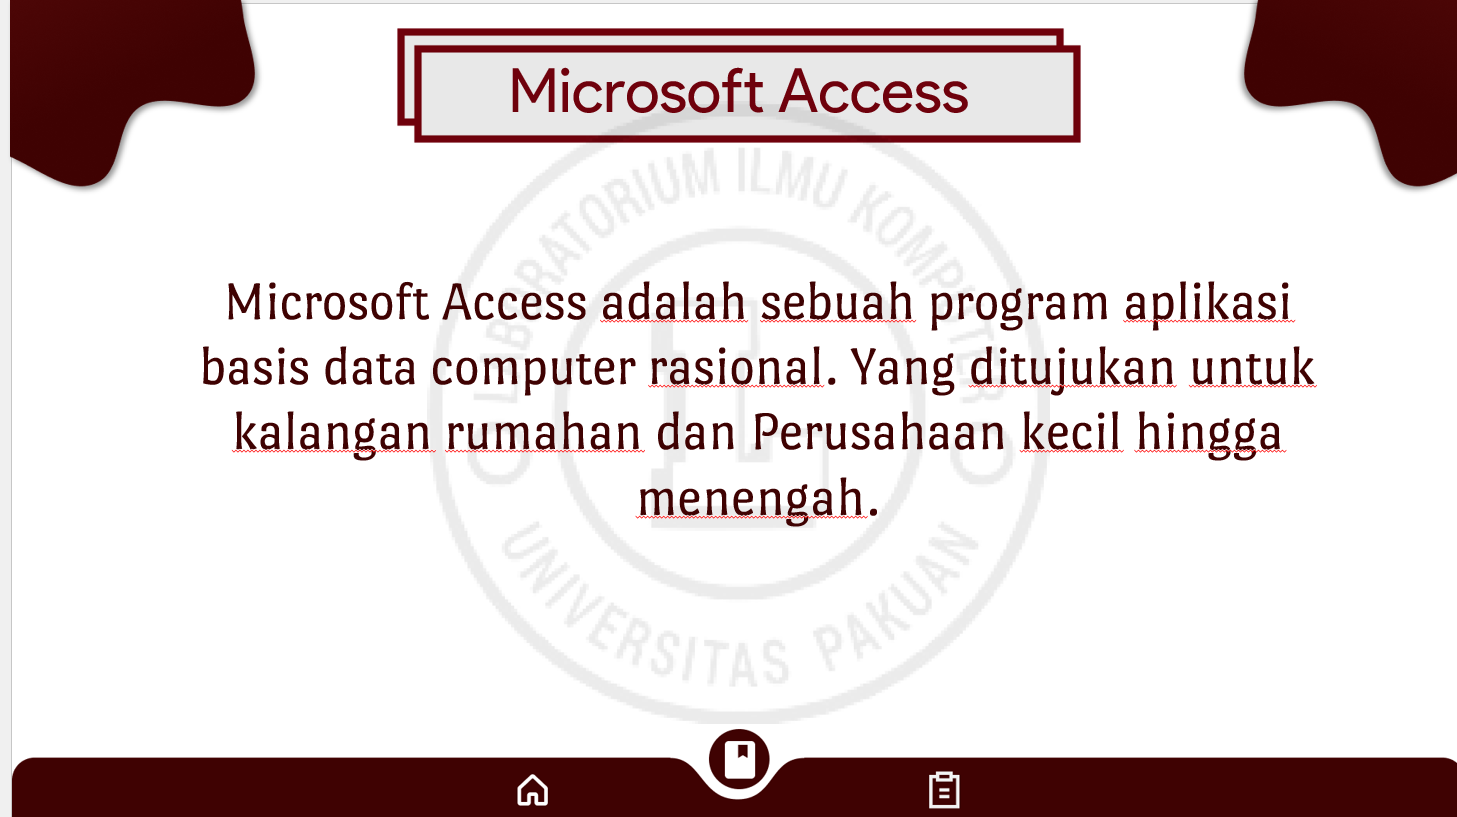 Microsoft Access
LABORATORIUM ILMU KOMPUTER
Microsoft Access adalah sebuah program aplikasi
basis data computer rasional. Yang ditujukan untuk
kalangan rumahan dan Perusahaan kecil hingga
menengah.
UNIVERSITAS PAKUAN